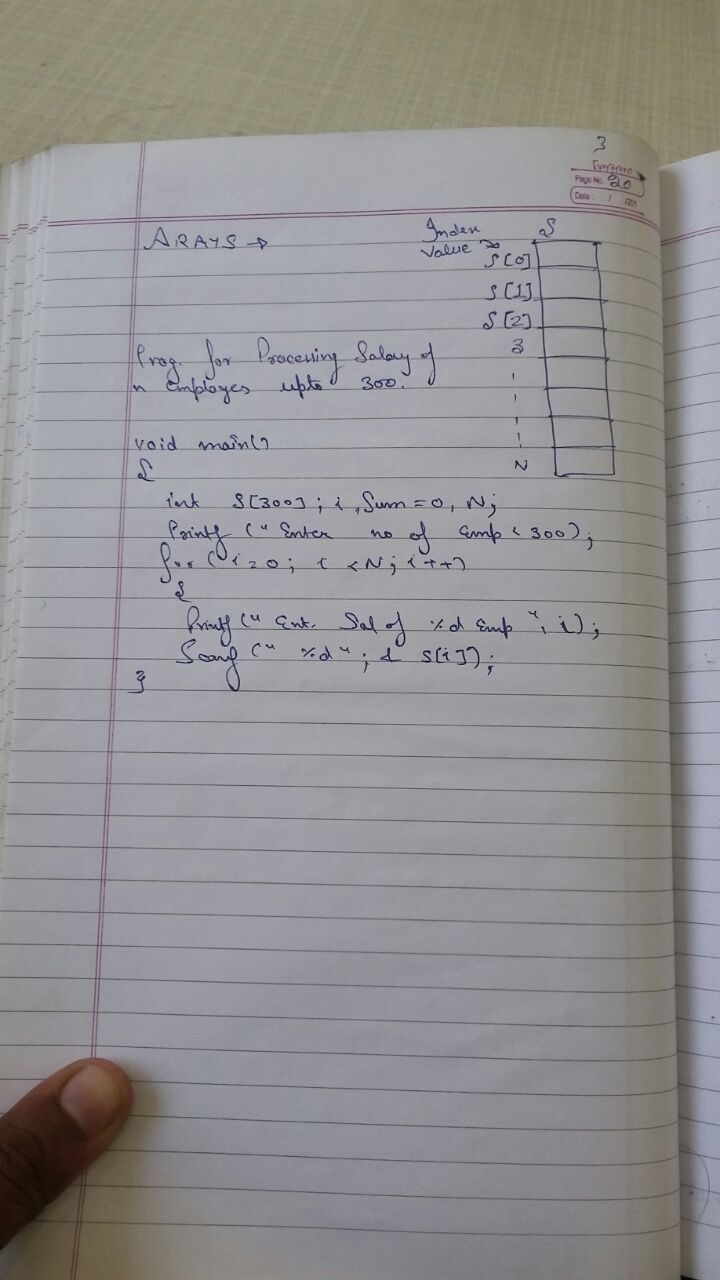 3
Page No. 20
Date : / /201
ARAYS →
Index
Value
S
S[0]
S[1]
S[2]
3
N
Prog. for Processing Salary of
n employes upto 300.
void main()
{
int S[300] ; i , Sum = 0, N;
Printf (" Enter no of Emp < 300);
for ( i = 0 ; i < N ; i ++)
{
Printf (" Ent. Sal of %d Emp ", i);
Scanf (" %d" ; & S[i]);
}